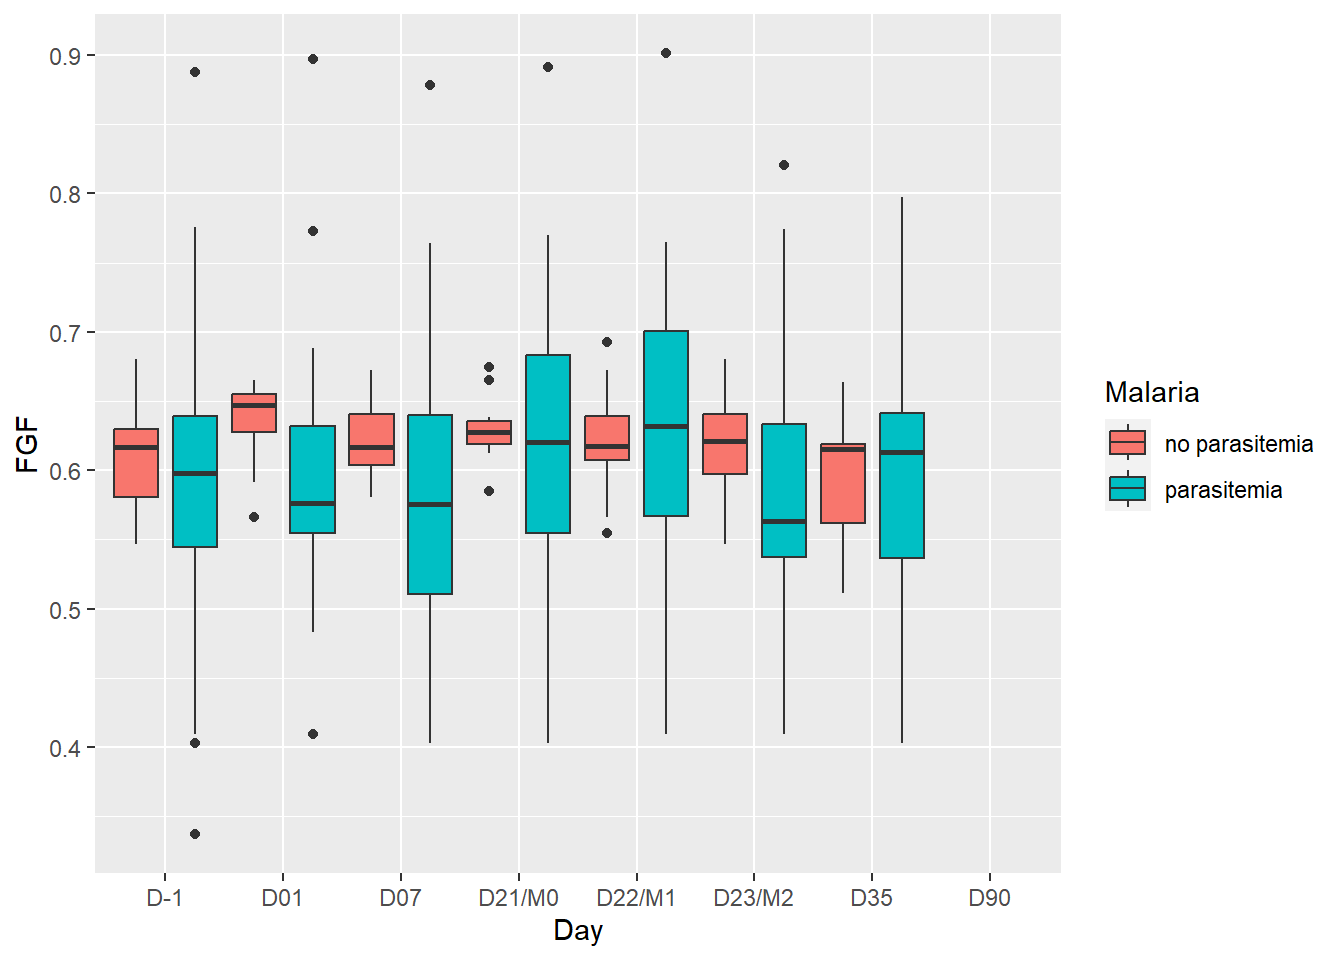 FGF
0.9
0.8
0.7
0.6
0.5
0.4
D-1
D01
D07
D21/M0
D22/M1
D23/M2
D35
D90
Day
Malaria
no parasitemia
parasitemia